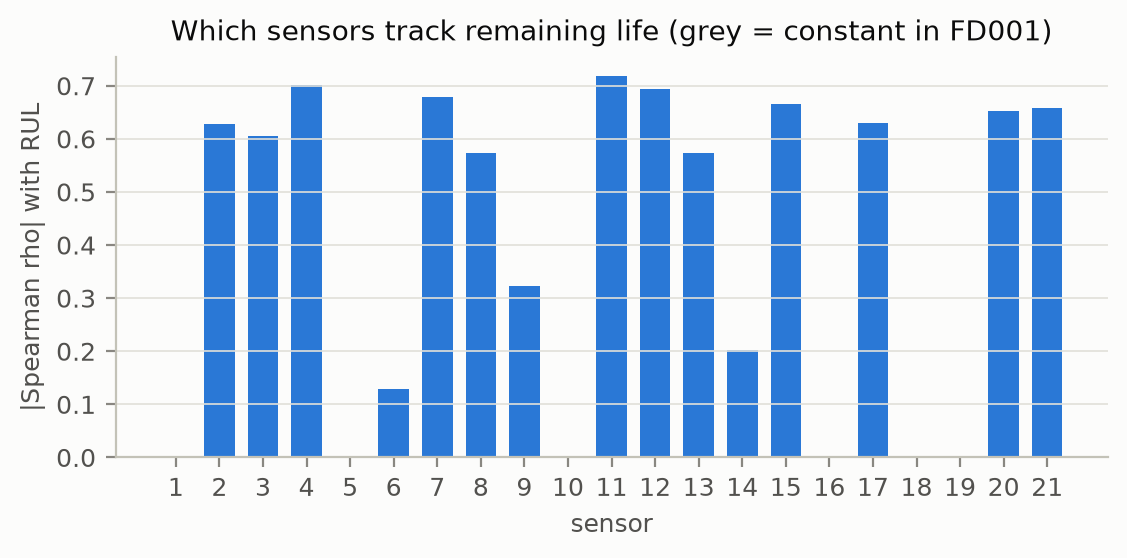 Which sensors track remaining life (grey = constant in FD001)
|Spearman rho| with RUL
0.7
0.6
0.5
0.4
0.3
0.2
0.1
0.0
1 2 3 4 5 6 7 8 9 10 11 12 13 14 15 16 17 18 19 20 21
sensor